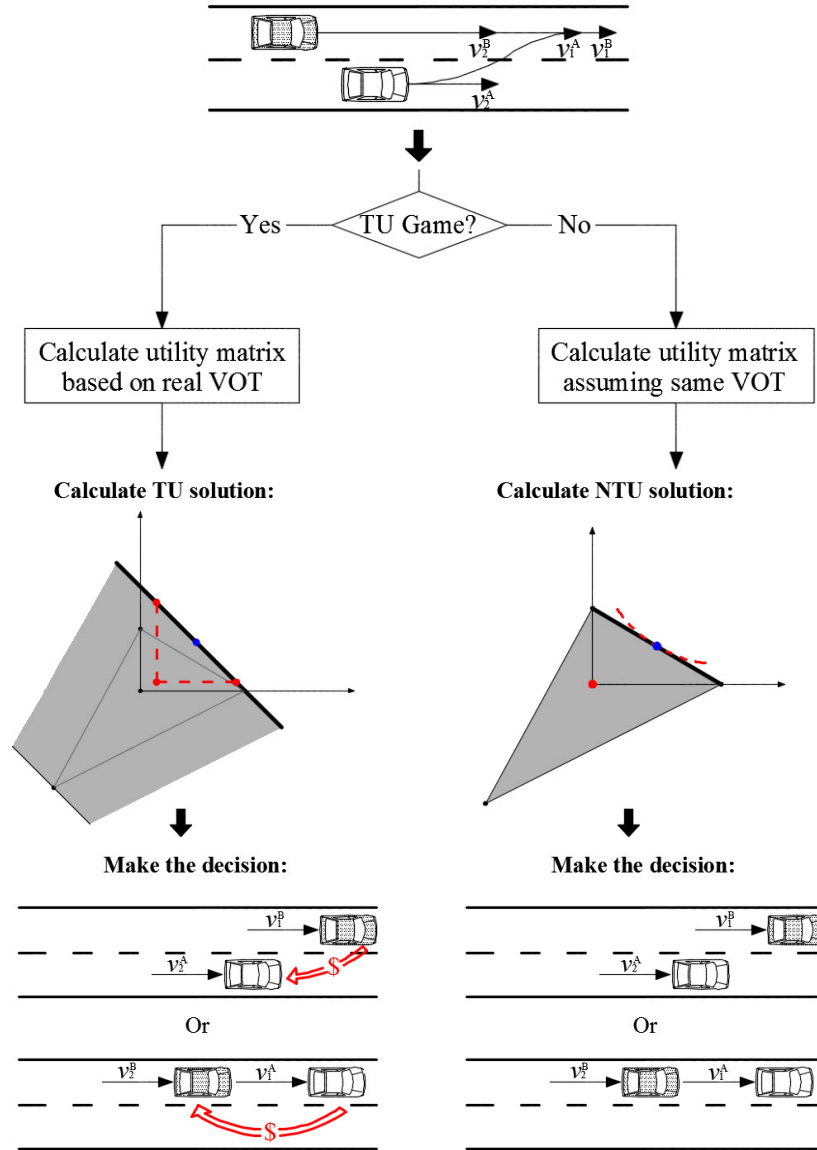 v₂ᴮ v₁ᴬ v₁ᴮ
v₂ᴬ
TU Game?
Yes
No
Calculate utility matrix
based on real VOT
Calculate utility matrix
assuming same VOT
Calculate TU solution:
Calculate NTU solution:
Make the decision:
Make the decision:
v₁ᴮ
v₂ᴬ
$
v₁ᴮ
v₂ᴬ
Or
Or
v₂ᴮ v₁ᴬ
$
v₂ᴮ v₁ᴬ